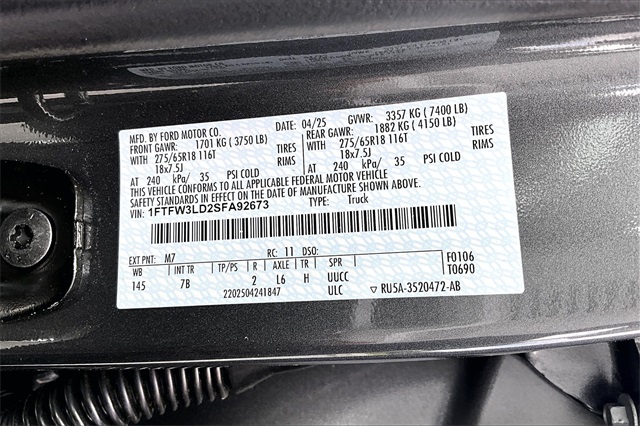 MFD. BY FORD MOTOR CO. DATE: 04/25 GVWR: 3357 KG ( 7400 LB)
FRONT GAWR: 1701 KG ( 3750 LB) REAR GAWR: 1882 KG ( 4150 LB)
WITH 275/65R18 116T TIRES WITH 275/65R18 116T TIRES
18x7.5J RIMS 18x7.5J RIMS
AT 240 kPa/ 35 PSI COLD AT 240 kPa/ 35 PSI COLD
THIS VEHICLE CONFORMS TO ALL APPLICABLE FEDERAL MOTOR VEHICLE
SAFETY STANDARDS IN EFFECT ON THE DATE OF MANUFACTURE SHOWN ABOVE.
VIN: 1FTFW3LD2SFA92673 TYPE: Truck
EXT PNT: M7 RC: 11 DSO: F0106
WB INT TR TP/PS R AXLE TR SPR T0690
145 7B 2 L6 H UUCC
2202504241847 ULC ▽ RU5A-3520472-AB